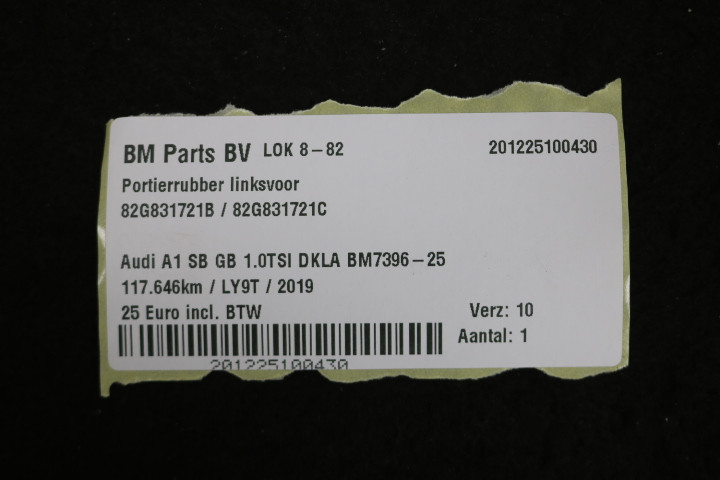 BM Parts BV LOK 8-82 201225100430
Portierrubber linksvoor
82G831721B / 82G831721C
Audi A1 SB GB 1.0TSI DKLA BM7396-25
117.646km / LY9T / 2019
25 Euro incl. BTW Verz: 10
Aantal: 1
201225100430